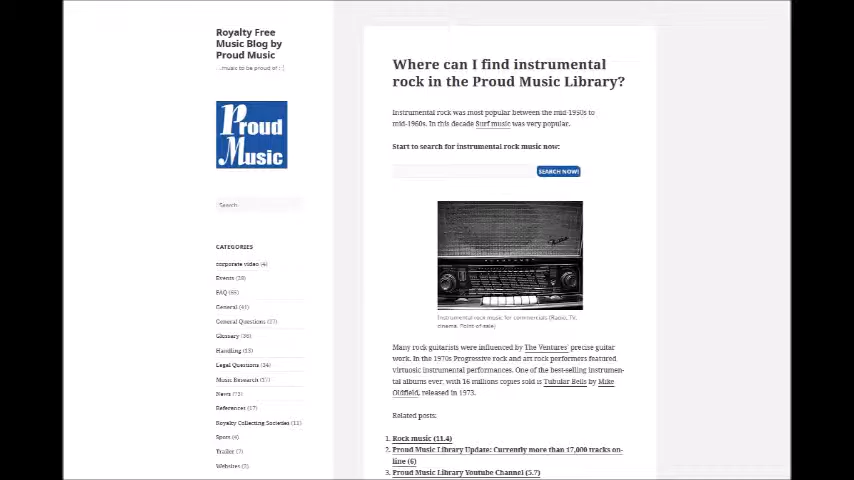 Royalty Free
Music Blog by
Proud Music
...music to be proud of :-)
Proud
Music
Search
CATEGORIES
corporate video (4)
Events (28)
FAQ (65)
General (41)
General Questions (57)
Glossary (36)
Handling (13)
Legal Questions (24)
Music Research (17)
News (73)
References (17)
Royalty Collecting Societies (11)
Spots (4)
Trailer (7)
Websites (7)
Where can I find instrumental
rock in the Proud Music Library?
Instrumental rock was most popular between the mid-1950s to
mid-1960s. In this decade Surf music was very popular.
Start to search for instrumental rock music now:
SEARCH NOW!
Instrumental rock music for commercials (Radio, TV,
cinema, Point-of-sale)
Many rock guitarists were influenced by The Ventures' precise guitar
work. In the 1970s Progressive rock and art rock performers featured
virtuosic instrumental performances. One of the best-selling instrumen-
tal albums ever, with 16 millions copies sold is Tubular Bells by Mike
Oldfield, released in 1973.
Related posts:
1. Rock music (11.4)
2. Proud Music Library Update: Currently more than 17,000 tracks on-
line (6)
3. Proud Music Library Youtube Channel (5.7)